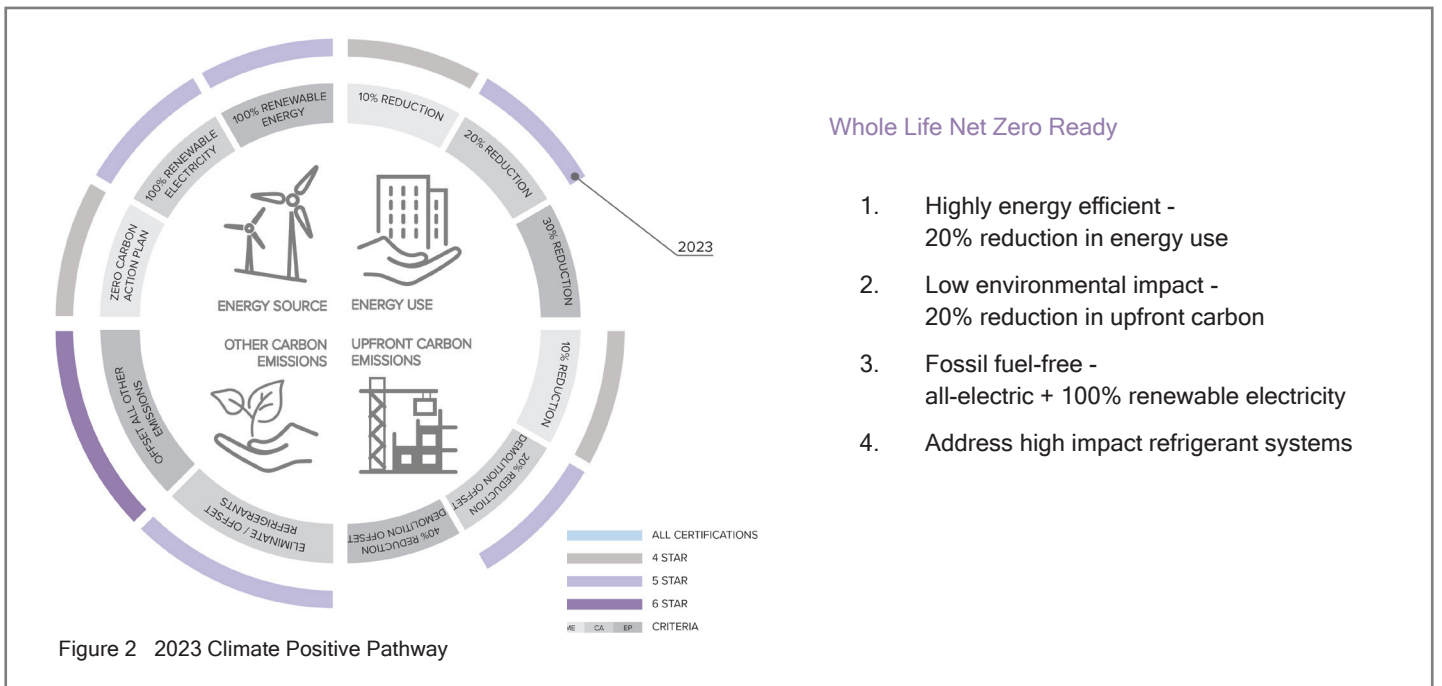 100% RENEWABLE
ENERGY
10% REDUCTION
100% RENEWABLE
ELECTRICITY
20% REDUCTION
ZERO CARBON
ACTION PLAN
30% REDUCTION
2023
ENERGY SOURCE
ENERGY USE
OTHER CARBON
EMISSIONS
UPFRONT CARBON
EMISSIONS
OFFSET ALL OTHER
EMISSIONS
10% REDUCTION
ELIMINATE / OFFSET
REFRIGERANTS
20% REDUCTION
DEMOLITION OFFSET
40% REDUCTION
DEMOLITION OFFSET
ALL CERTIFICATIONS
4 STAR
5 STAR
6 STAR
ME CA EP CRITERIA
Figure 2 2023 Climate Positive Pathway
Whole Life Net Zero Ready
1. Highly energy efficient -
20% reduction in energy use
2. Low environmental impact -
20% reduction in upfront carbon
3. Fossil fuel-free -
all-electric + 100% renewable electricity
4. Address high impact refrigerant systems